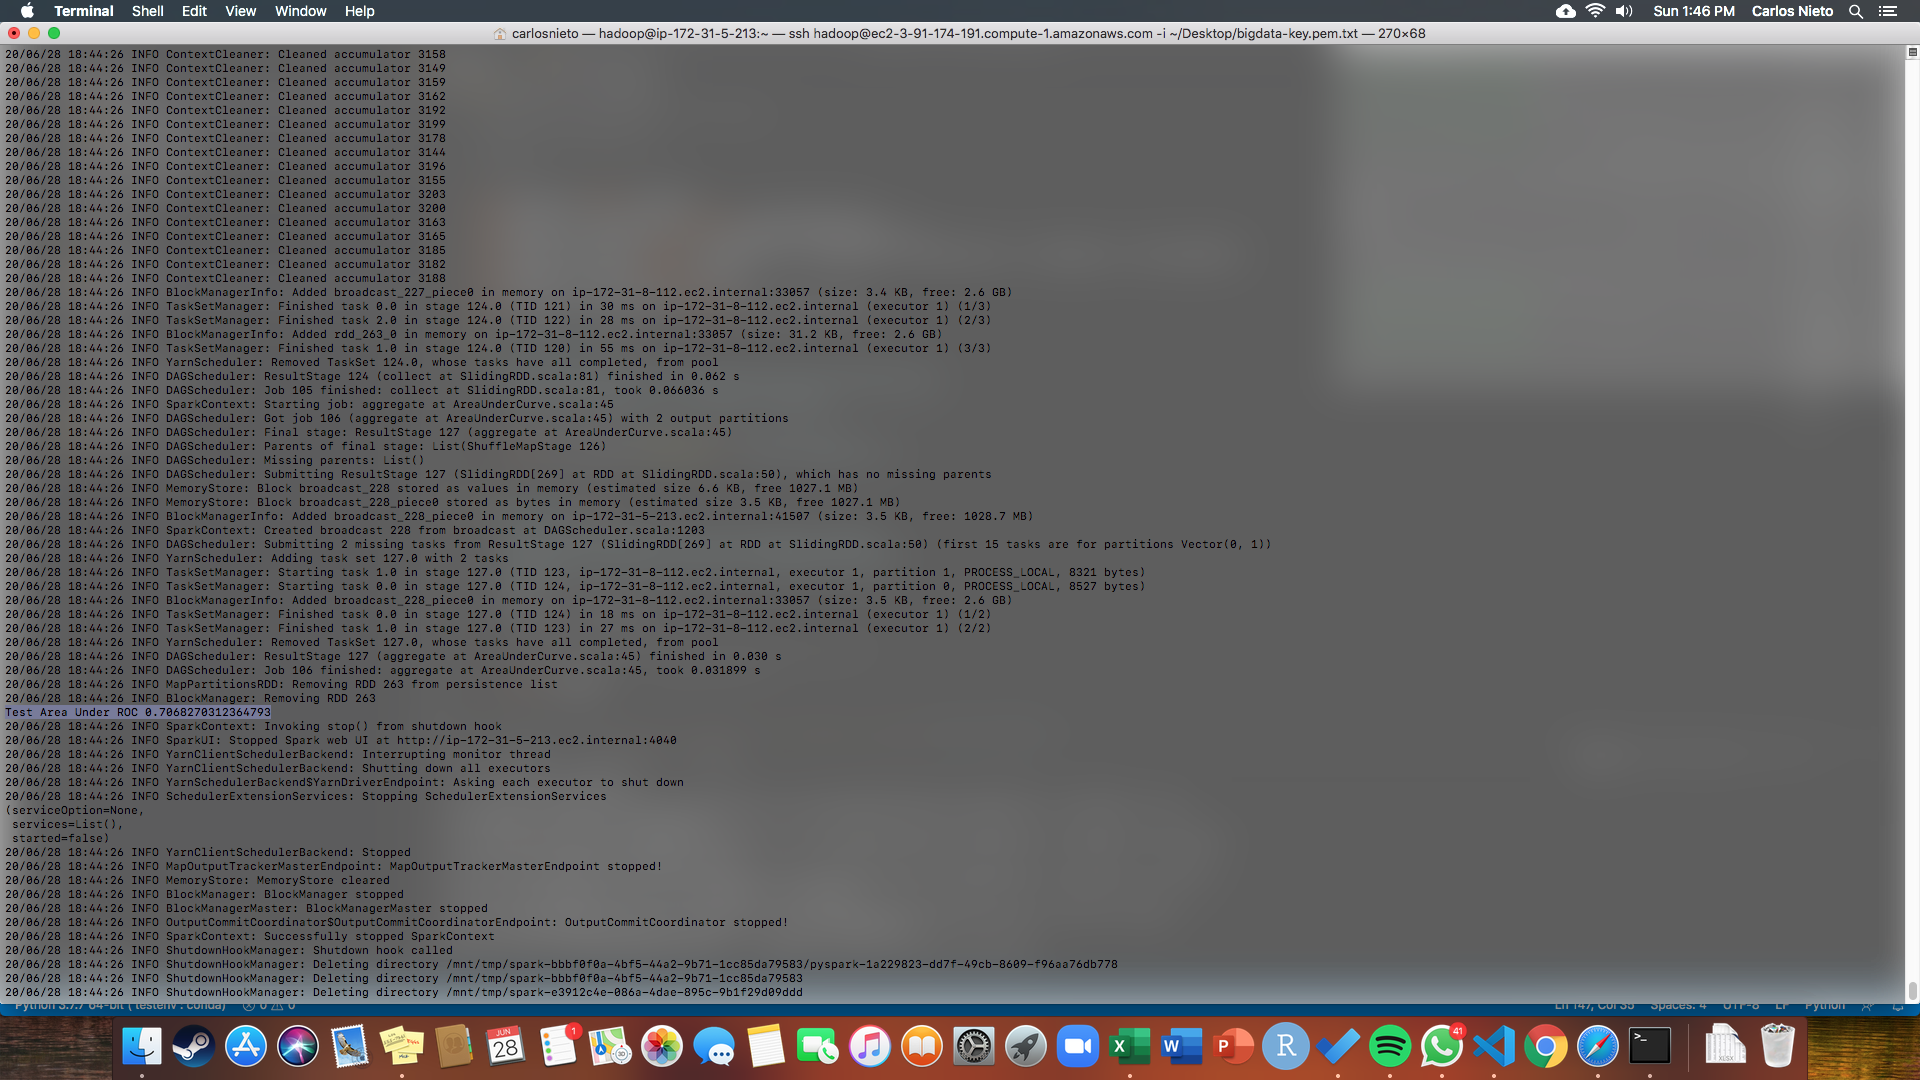 Terminal Shell Edit View Window Help Sun 1:46 PM Carlos Nieto
carlosnieto — hadoop@ip-172-31-5-213:~ — ssh hadoop@ec2-3-91-174-191.compute-1.amazonaws.com -i ~/Desktop/bigdata-key.pem.txt — 270×68
20/06/28 18:44:26 INFO ContextCleaner: Cleaned accumulator 3158
20/06/28 18:44:26 INFO ContextCleaner: Cleaned accumulator 3149
20/06/28 18:44:26 INFO ContextCleaner: Cleaned accumulator 3159
20/06/28 18:44:26 INFO ContextCleaner: Cleaned accumulator 3162
20/06/28 18:44:26 INFO ContextCleaner: Cleaned accumulator 3192
20/06/28 18:44:26 INFO ContextCleaner: Cleaned accumulator 3199
20/06/28 18:44:26 INFO ContextCleaner: Cleaned accumulator 3178
20/06/28 18:44:26 INFO ContextCleaner: Cleaned accumulator 3144
20/06/28 18:44:26 INFO ContextCleaner: Cleaned accumulator 3196
20/06/28 18:44:26 INFO ContextCleaner: Cleaned accumulator 3155
20/06/28 18:44:26 INFO ContextCleaner: Cleaned accumulator 3203
20/06/28 18:44:26 INFO ContextCleaner: Cleaned accumulator 3200
20/06/28 18:44:26 INFO ContextCleaner: Cleaned accumulator 3163
20/06/28 18:44:26 INFO ContextCleaner: Cleaned accumulator 3165
20/06/28 18:44:26 INFO ContextCleaner: Cleaned accumulator 3185
20/06/28 18:44:26 INFO ContextCleaner: Cleaned accumulator 3182
20/06/28 18:44:26 INFO ContextCleaner: Cleaned accumulator 3188
20/06/28 18:44:26 INFO BlockManagerInfo: Added broadcast_227_piece0 in memory on ip-172-31-8-112.ec2.internal:33057 (size: 3.4 KB, free: 2.6 GB)
20/06/28 18:44:26 INFO TaskSetManager: Finished task 0.0 in stage 124.0 (TID 121) in 30 ms on ip-172-31-8-112.ec2.internal (executor 1) (1/3)
20/06/28 18:44:26 INFO TaskSetManager: Finished task 2.0 in stage 124.0 (TID 122) in 28 ms on ip-172-31-8-112.ec2.internal (executor 1) (2/3)
20/06/28 18:44:26 INFO BlockManagerInfo: Added rdd_263_0 in memory on ip-172-31-8-112.ec2.internal:33057 (size: 31.2 KB, free: 2.6 GB)
20/06/28 18:44:26 INFO TaskSetManager: Finished task 1.0 in stage 124.0 (TID 120) in 55 ms on ip-172-31-8-112.ec2.internal (executor 1) (3/3)
20/06/28 18:44:26 INFO YarnScheduler: Removed TaskSet 124.0, whose tasks have all completed, from pool
20/06/28 18:44:26 INFO DAGScheduler: ResultStage 124 (collect at SlidingRDD.scala:81) finished in 0.062 s
20/06/28 18:44:26 INFO DAGScheduler: Job 105 finished: collect at SlidingRDD.scala:81, took 0.066036 s
20/06/28 18:44:26 INFO SparkContext: Starting job: aggregate at AreaUnderCurve.scala:45
20/06/28 18:44:26 INFO DAGScheduler: Got job 106 (aggregate at AreaUnderCurve.scala:45) with 2 output partitions
20/06/28 18:44:26 INFO DAGScheduler: Final stage: ResultStage 127 (aggregate at AreaUnderCurve.scala:45)
20/06/28 18:44:26 INFO DAGScheduler: Parents of final stage: List(ShuffleMapStage 126)
20/06/28 18:44:26 INFO DAGScheduler: Missing parents: List()
20/06/28 18:44:26 INFO DAGScheduler: Submitting ResultStage 127 (SlidingRDD[269] at RDD at SlidingRDD.scala:50), which has no missing parents
20/06/28 18:44:26 INFO MemoryStore: Block broadcast_228 stored as values in memory (estimated size 6.6 KB, free 1027.1 MB)
20/06/28 18:44:26 INFO MemoryStore: Block broadcast_228_piece0 stored as bytes in memory (estimated size 3.5 KB, free 1027.1 MB)
20/06/28 18:44:26 INFO BlockManagerInfo: Added broadcast_228_piece0 in memory on ip-172-31-5-213.ec2.internal:41507 (size: 3.5 KB, free: 1028.7 MB)
20/06/28 18:44:26 INFO SparkContext: Created broadcast 228 from broadcast at DAGScheduler.scala:1203
20/06/28 18:44:26 INFO DAGScheduler: Submitting 2 missing tasks from ResultStage 127 (SlidingRDD[269] at RDD at SlidingRDD.scala:50) (first 15 tasks are for partitions Vector(0, 1))
20/06/28 18:44:26 INFO YarnScheduler: Adding task set 127.0 with 2 tasks
20/06/28 18:44:26 INFO TaskSetManager: Starting task 1.0 in stage 127.0 (TID 123, ip-172-31-8-112.ec2.internal, executor 1, partition 1, PROCESS_LOCAL, 8321 bytes)
20/06/28 18:44:26 INFO TaskSetManager: Starting task 0.0 in stage 127.0 (TID 124, ip-172-31-8-112.ec2.internal, executor 1, partition 0, PROCESS_LOCAL, 8527 bytes)
20/06/28 18:44:26 INFO BlockManagerInfo: Added broadcast_228_piece0 in memory on ip-172-31-8-112.ec2.internal:33057 (size: 3.5 KB, free: 2.6 GB)
20/06/28 18:44:26 INFO TaskSetManager: Finished task 0.0 in stage 127.0 (TID 124) in 18 ms on ip-172-31-8-112.ec2.internal (executor 1) (1/2)
20/06/28 18:44:26 INFO TaskSetManager: Finished task 1.0 in stage 127.0 (TID 123) in 27 ms on ip-172-31-8-112.ec2.internal (executor 1) (2/2)
20/06/28 18:44:26 INFO YarnScheduler: Removed TaskSet 127.0, whose tasks have all completed, from pool
20/06/28 18:44:26 INFO DAGScheduler: ResultStage 127 (aggregate at AreaUnderCurve.scala:45) finished in 0.030 s
20/06/28 18:44:26 INFO DAGScheduler: Job 106 finished: aggregate at AreaUnderCurve.scala:45, took 0.031899 s
20/06/28 18:44:26 INFO MapPartitionsRDD: Removing RDD 263 from persistence list
20/06/28 18:44:26 INFO BlockManager: Removing RDD 263
Test Area Under ROC 0.7068270312364793
20/06/28 18:44:26 INFO SparkContext: Invoking stop() from shutdown hook
20/06/28 18:44:26 INFO SparkUI: Stopped Spark web UI at http://ip-172-31-5-213.ec2.internal:4040
20/06/28 18:44:26 INFO YarnClientSchedulerBackend: Interrupting monitor thread
20/06/28 18:44:26 INFO YarnClientSchedulerBackend: Shutting down all executors
20/06/28 18:44:26 INFO YarnSchedulerBackend$YarnDriverEndpoint: Asking each executor to shut down
20/06/28 18:44:26 INFO SchedulerExtensionServices: Stopping SchedulerExtensionServices
(serviceOption=None,
 services=List(),
 started=false)
20/06/28 18:44:26 INFO YarnClientSchedulerBackend: Stopped
20/06/28 18:44:26 INFO MapOutputTrackerMasterEndpoint: MapOutputTrackerMasterEndpoint stopped!
20/06/28 18:44:26 INFO MemoryStore: MemoryStore cleared
20/06/28 18:44:26 INFO BlockManager: BlockManager stopped
20/06/28 18:44:26 INFO BlockManagerMaster: BlockManagerMaster stopped
20/06/28 18:44:26 INFO OutputCommitCoordinator$OutputCommitCoordinatorEndpoint: OutputCommitCoordinator stopped!
20/06/28 18:44:26 INFO SparkContext: Successfully stopped SparkContext
20/06/28 18:44:26 INFO ShutdownHookManager: Shutdown hook called
20/06/28 18:44:26 INFO ShutdownHookManager: Deleting directory /mnt/tmp/spark-bbbf0f0a-4bf5-44a2-9b71-1cc85da79583/pyspark-1a229823-dd7f-49cb-8609-f96aa76db778
20/06/28 18:44:26 INFO ShutdownHookManager: Deleting directory /mnt/tmp/spark-bbbf0f0a-4bf5-44a2-9b71-1cc85da79583
20/06/28 18:44:26 INFO ShutdownHookManager: Deleting directory /mnt/tmp/spark-e3912c4e-086a-4dae-895c-9b1f29d09ddd
Python 3.7.7 64-bit ('testenv': conda) 0 0 Ln 147, Col 35 Spaces: 4 UTF-8 LF Python
JUN 28 1 41